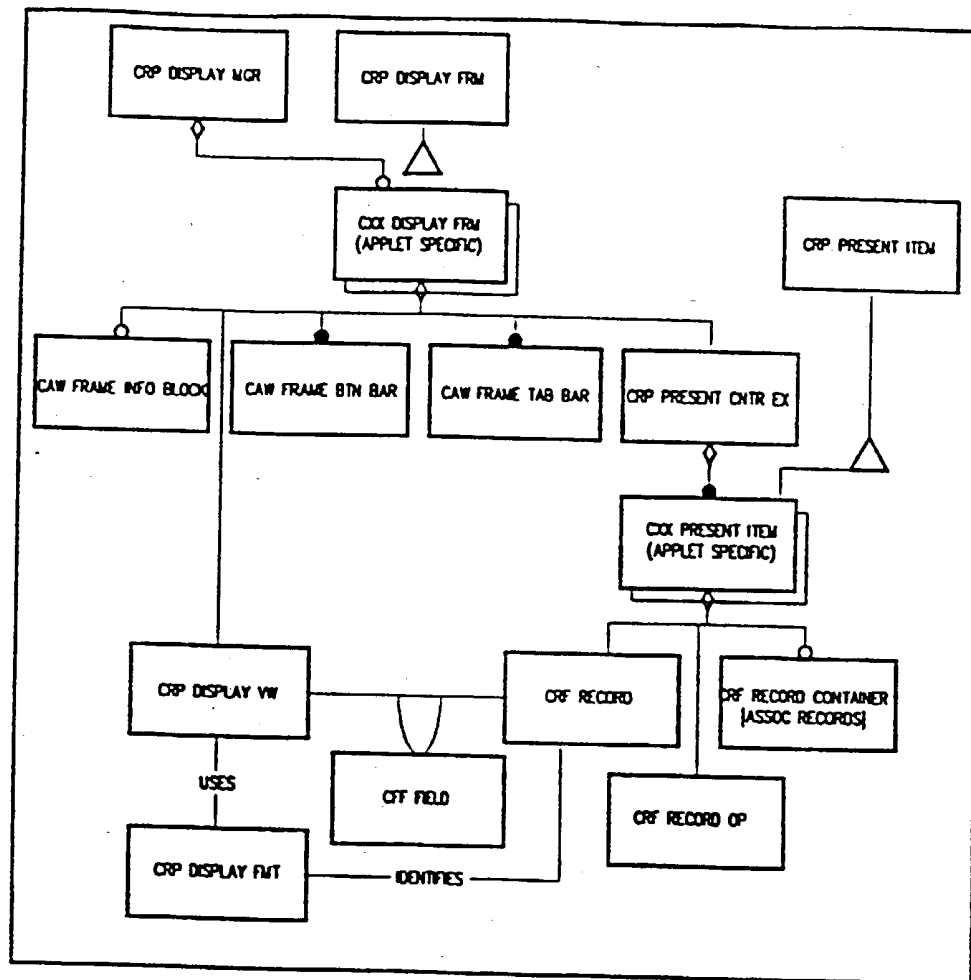 CRP DISPLAY MGR
CRP DISPLAY FRM
CXX DISPLAY FRM
(APPLET SPECIFIC)
CRP PRESENT ITEM
CAW FRAME INFO BLOCK
CAW FRAME BTN BAR
CAW FRAME TAB BAR
CRP PRESENT CNTR EX
CXX PRESENT ITEM
(APPLET SPECIFIC)
CRP DISPLAY VW
CRF RECORD
CRF RECORD CONTAINER
|ASSOC RECORDS|
USES
CFF FIELD
CRF RECORD OP
CRP DISPLAY FMT
IDENTIFIES